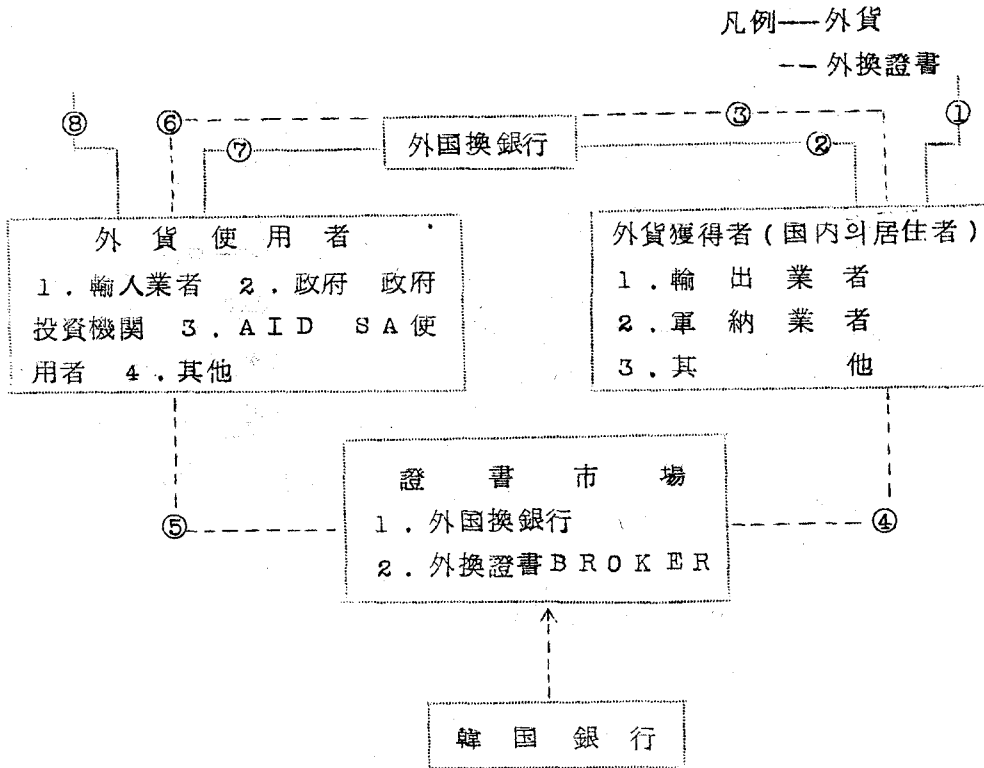 凡例── 外貨
-- 外換證書
⑧
⑥
⑦
外国換銀行
③
②
①
外貨使用者
1. 輸人業者 2. 政府 政府
投資機関 3. AID SA使
用者 4. 其他
外貨獲得者(国内의居住者)
1. 輸出業者
2. 軍納業者
3. 其他
⑤
證書市場
1. 外国換銀行
2. 外換證書BROKER
④
韓国銀行